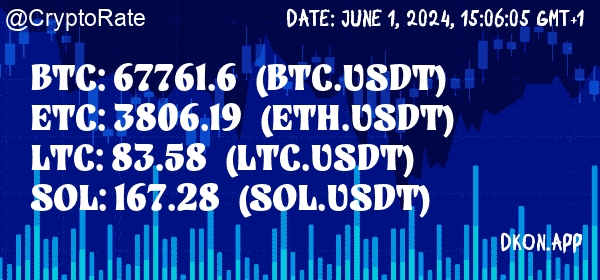 @CryptoRate
DATE: JUNE 1, 2024, 15:06:05 GMT+1
BTC: 67761.6 (BTC.USDT)
ETC: 3806.19 (ETH.USDT)
LTC: 83.58 (LTC.USDT)
SOL: 167.28 (SOL.USDT)
DKON.APP